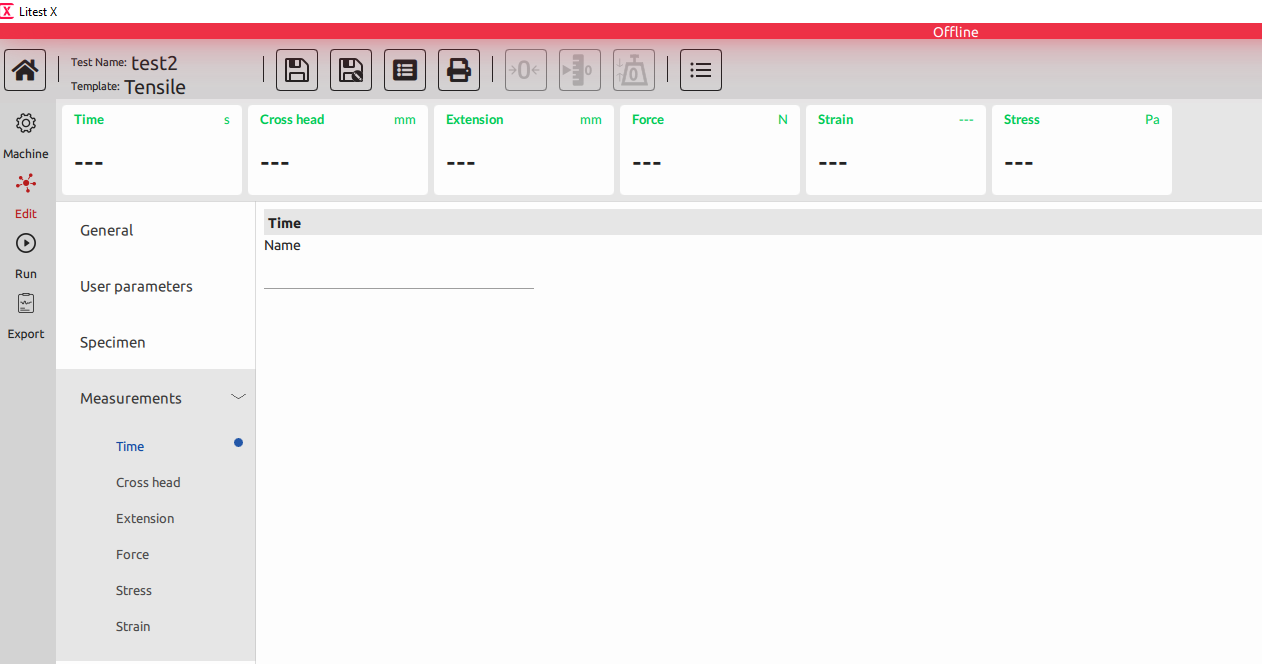 Litest X
Offline
Test Name: test2
Template: Tensile
Time s
---
Cross head mm
---
Extension mm
---
Force N
---
Strain ---
---
Stress Pa
---
Machine
Edit
Run
Export
General
User parameters
Specimen
Measurements
Time
Cross head
Extension
Force
Stress
Strain
Time
Name